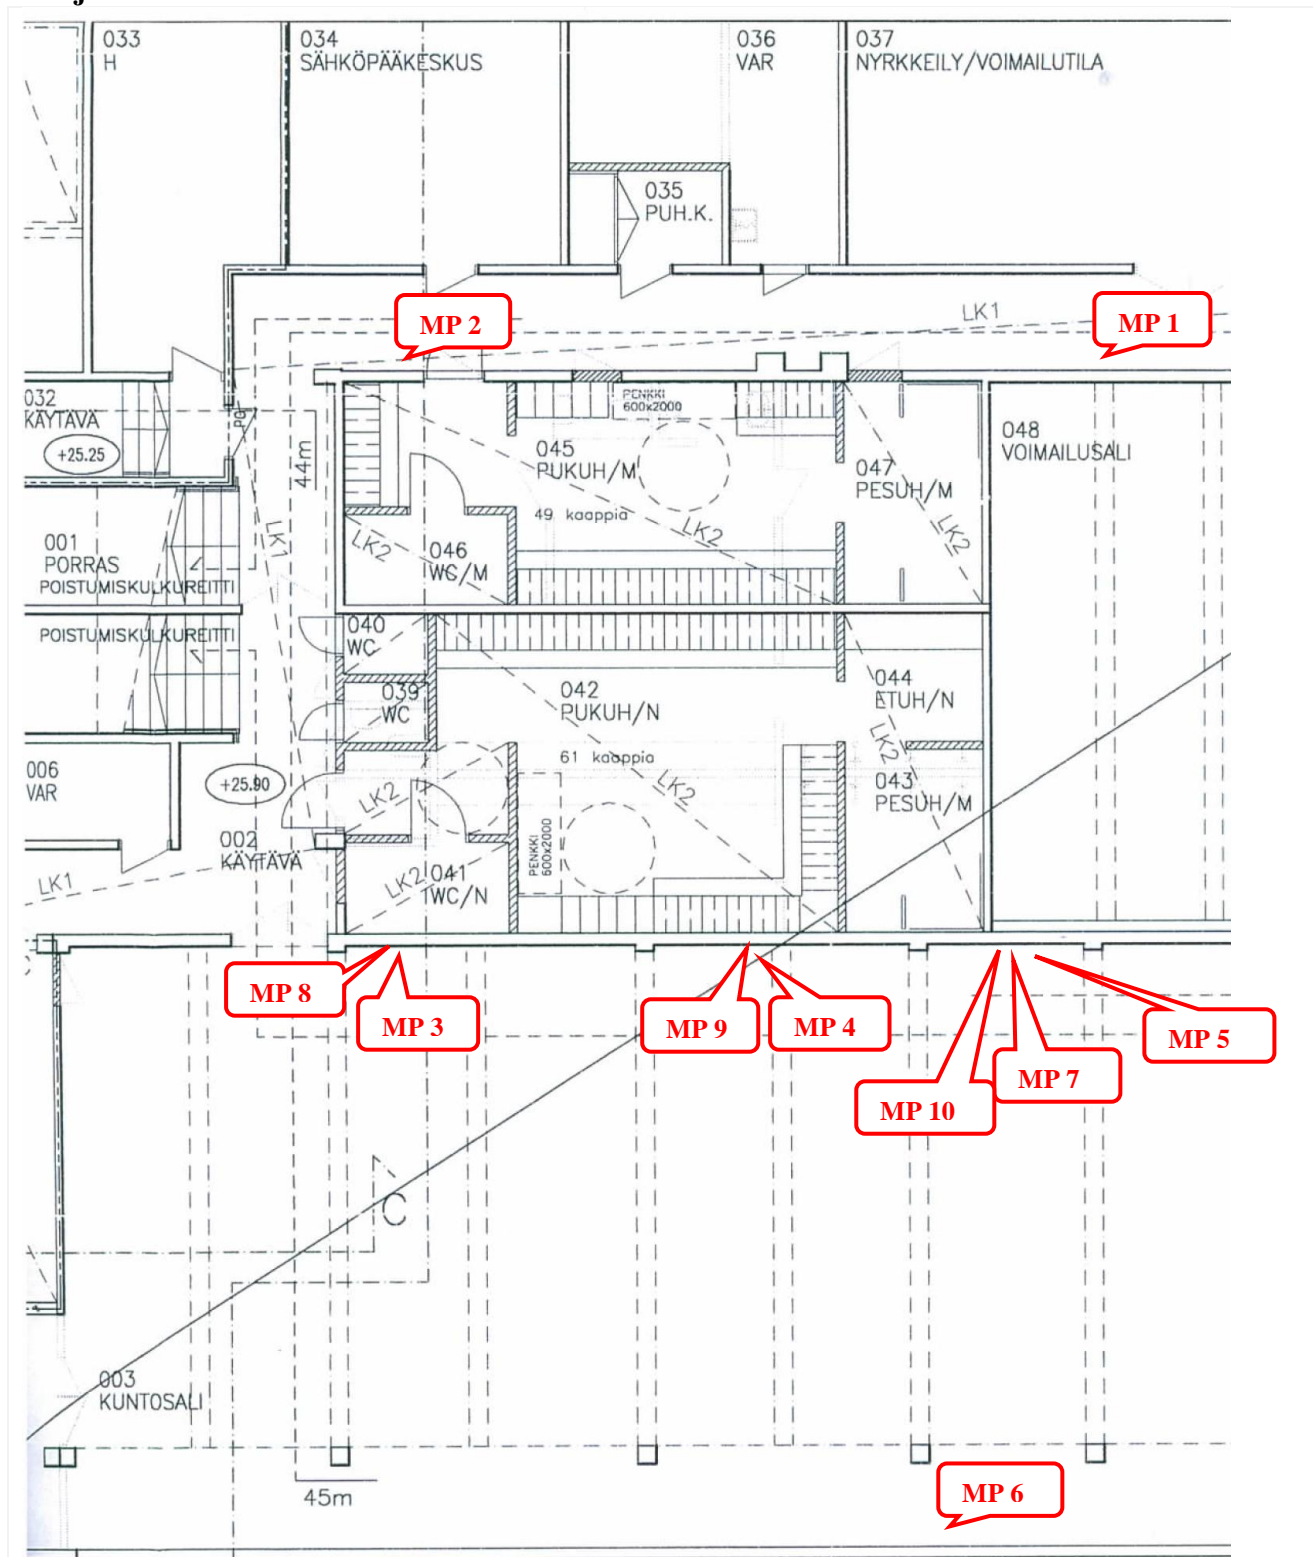 033
H
034
SÄHKÖPÄÄKESKUS
036
VAR
037
NYRKKEILY/VOIMAILUTILA
035
PUH.K.
MP 2
LK1
MP 1
032
KÄYTÄVÄ
+25.25
PO
44m
PENKKI
600x2000
045
PUKUH/M
49 kaappia
LK2
047
PESUH/M
LK2
048
VOIMAILUSALI
001
PORRAS
POISTUMISKULKUREITTI
LK1
LK2
046
WC/M
POISTUMISKULKUREITTI
040
WC
039
WC
042
PUKUH/N
61 kaappia
LK2
044
ETUH/N
LK2
043
PESUH/M
006
VAR
+25.90
LK2
PENKKI
600x2000
002
KÄYTÄVÄ
LK1
LK2
041
WC/N
MP 8
MP 3
MP 9
MP 4
MP 5
MP 7
MP 10
C
003
KUNTOSALI
45m
MP 6